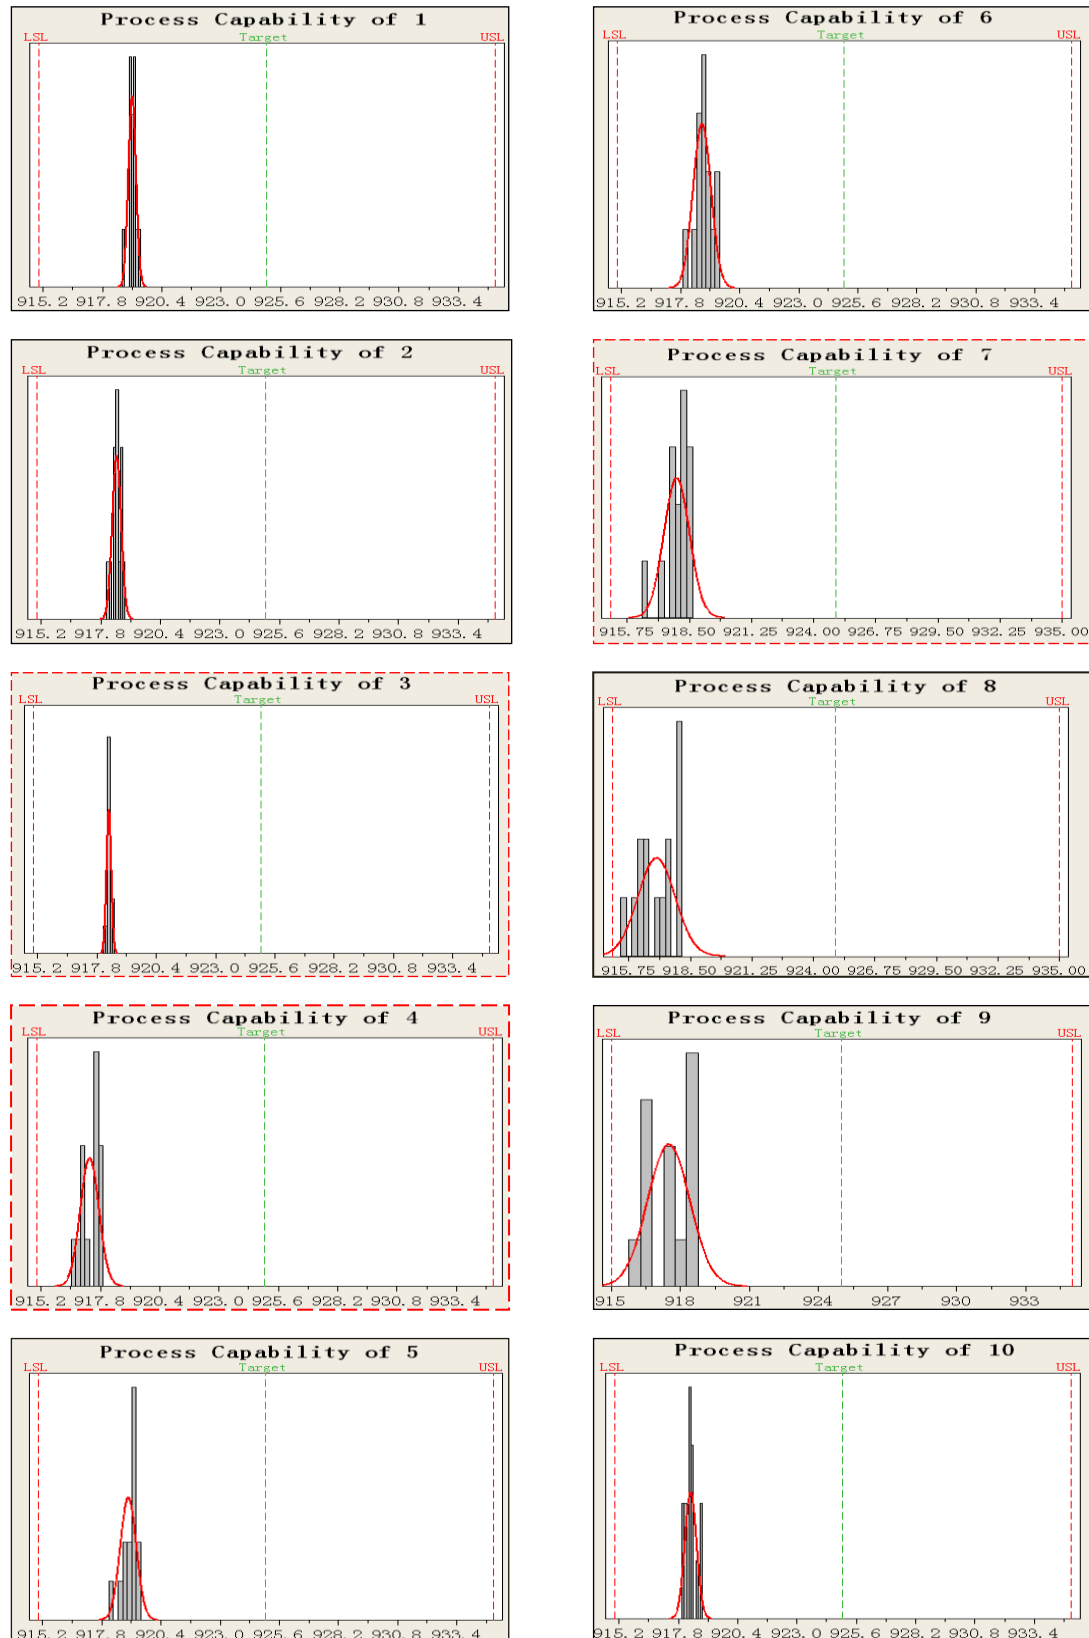 Process Capability of 1
LSL Target USL
915.2 917.8 920.4 923.0 925.6 928.2 930.8 933.4
Process Capability of 2
LSL Target USL
915.2 917.8 920.4 923.0 925.6 928.2 930.8 933.4
Process Capability of 3
LSL Target USL
915.2 917.8 920.4 923.0 925.6 928.2 930.8 933.4
Process Capability of 4
LSL Target USL
915.2 917.8 920.4 923.0 925.6 928.2 930.8 933.4
Process Capability of 5
LSL Target USL
915.2 917.8 920.4 923.0 925.6 928.2 930.8 933.4
Process Capability of 6
LSL Target USL
915.2 917.8 920.4 923.0 925.6 928.2 930.8 933.4
Process Capability of 7
LSL Target USL
915.75 918.50 921.25 924.00 926.75 929.50 932.25 935.00
Process Capability of 8
LSL Target USL
915.75 918.50 921.25 924.00 926.75 929.50 932.25 935.00
Process Capability of 9
LSL Target USL
915 918 921 924 927 930 933
Process Capability of 10
LSL Target USL
915.2 917.8 920.4 923.0 925.6 928.2 930.8 933.4